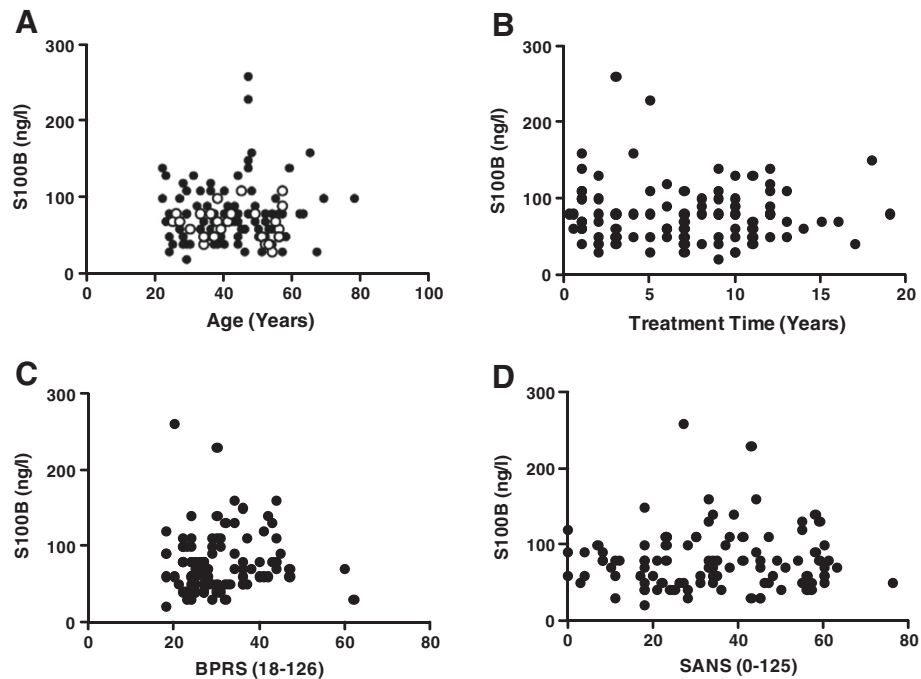 A
S100B (ng/l)
300
200
100
0
0 20 40 60 80 100
Age (Years)
B
S100B (ng/l)
300
200
100
0
0 5 10 15 20
Treatment Time (Years)
C
S100B (ng/l)
300
200
100
0
0 20 40 60 80
BPRS (18-126)
D
S100B (ng/l)
300
200
100
0
0 20 40 60 80
SANS (0-125)